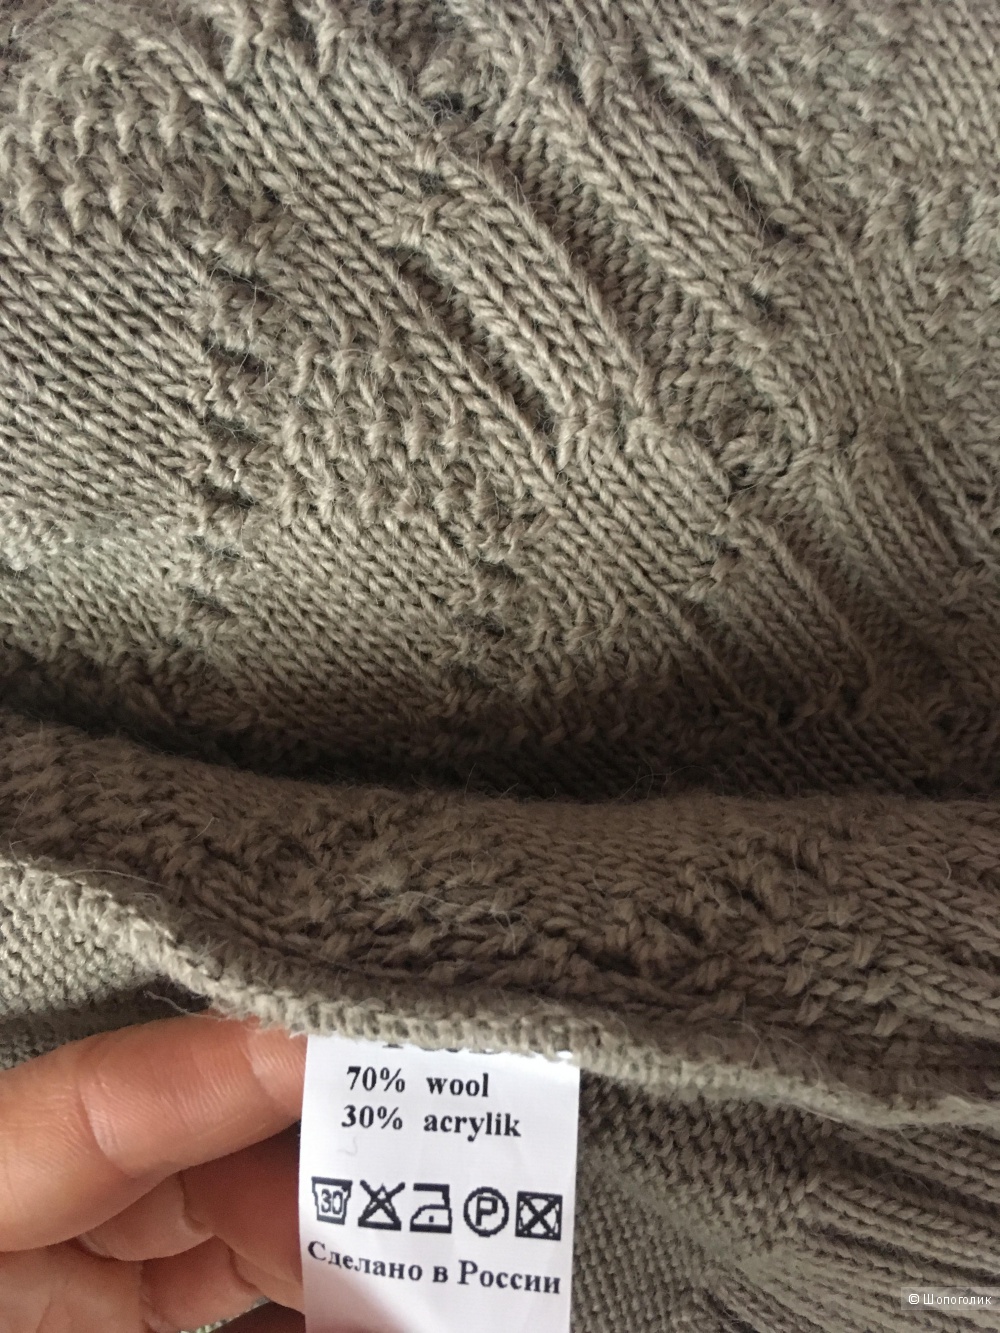 70% wool
30% acrylik
30 P
Сделано в России
© Шопоголик